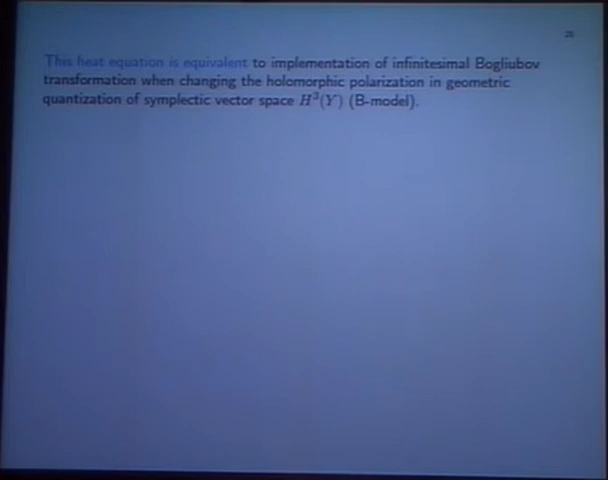 This heat equation is equivalent to implementation of infinitesimal Bogliubov
transformation when changing the holomorphic polarization in geometric
quantization of symplectic vector space H³(Y) (B-model).